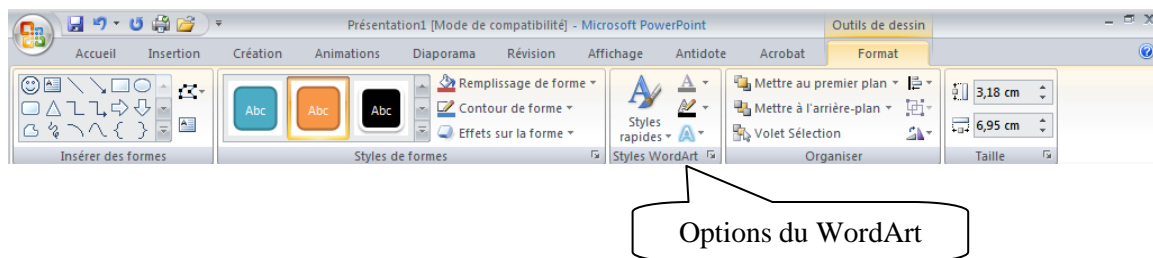 Présentation1 [Mode de compatibilité] - Microsoft PowerPoint
Outils de dessin
Accueil Insertion Création Animations Diaporama Révision Affichage Antidote Acrobat Format
Abc Abc Abc
Remplissage de forme
Contour de forme
Effets sur la forme
Styles
rapides
A
A
A
Mettre au premier plan
Mettre à l'arrière-plan
Volet Sélection
3,18 cm
6,95 cm
Insérer des formes Styles de formes Styles WordArt Organiser Taille
Options du WordArt